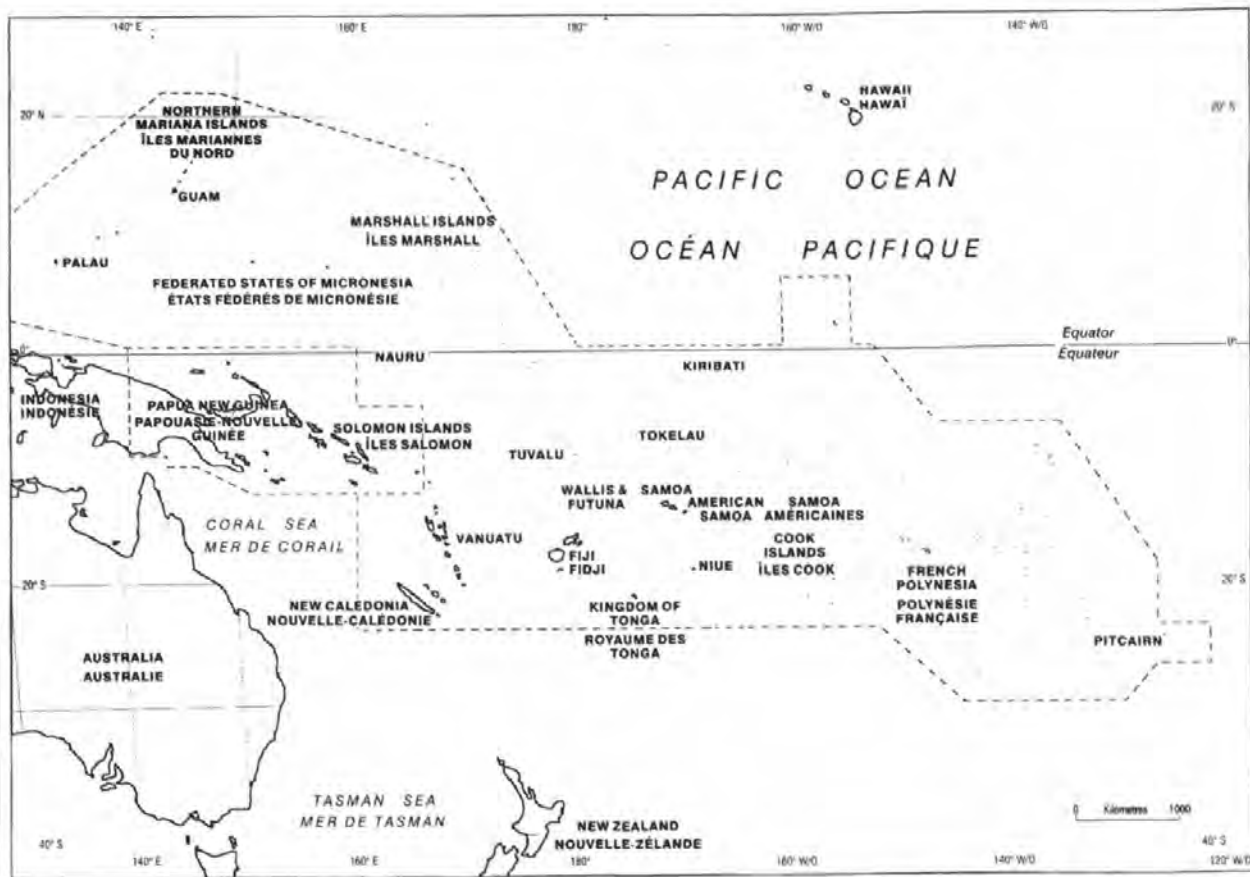 140° E
160° E
180°
160° W/O
140° W/O
20° N
NORTHERN
MARIANA ISLANDS
ÎLES MARIANNES
DU NORD
GUAM
HAWAII
HAWAÏ
20° S
PACIFIC OCEAN
OCÉAN PACIFIQUE
MARSHALL ISLANDS
ÎLES MARSHALL
PALAU
FEDERATED STATES OF MICRONESIA
ÉTATS FÉDÉRÉS DE MICRONÉSIE
0°
NAURU
KIRIBATI
Equator
Équateur
0°
INDONESIA
INDONÉSIE
PAPUA NEW GUINEA
PAPOUASIE-NOUVELLE
GUINÉE
SOLOMON ISLANDS
ÎLES SALOMON
TUVALU
TOKELAU
WALLIS &
FUTUNA
SAMOA
AMERICAN
SAMOA
SAMOA
AMÉRICAINES
CORAL SEA
MER DE CORAIL
VANUATU
FIJI
FIDJI
NIUE
COOK
ISLANDS
ÎLES COOK
FRENCH
POLYNESIA
POLYNÉSIE
FRANÇAISE
20° S
20° S
NEW CALEDONIA
NOUVELLE-CALÉDONIE
KINGDOM OF
TONGA
ROYAUME DES
TONGA
PITCAIRN
AUSTRALIA
AUSTRALIE
TASMAN SEA
MER DE TASMAN
NEW ZEALAND
NOUVELLE-ZÉLANDE
0 Kilometres 1000
40° S
140° E
160° E
180°
160° W/O
140° W/O
40° S
120° W/O